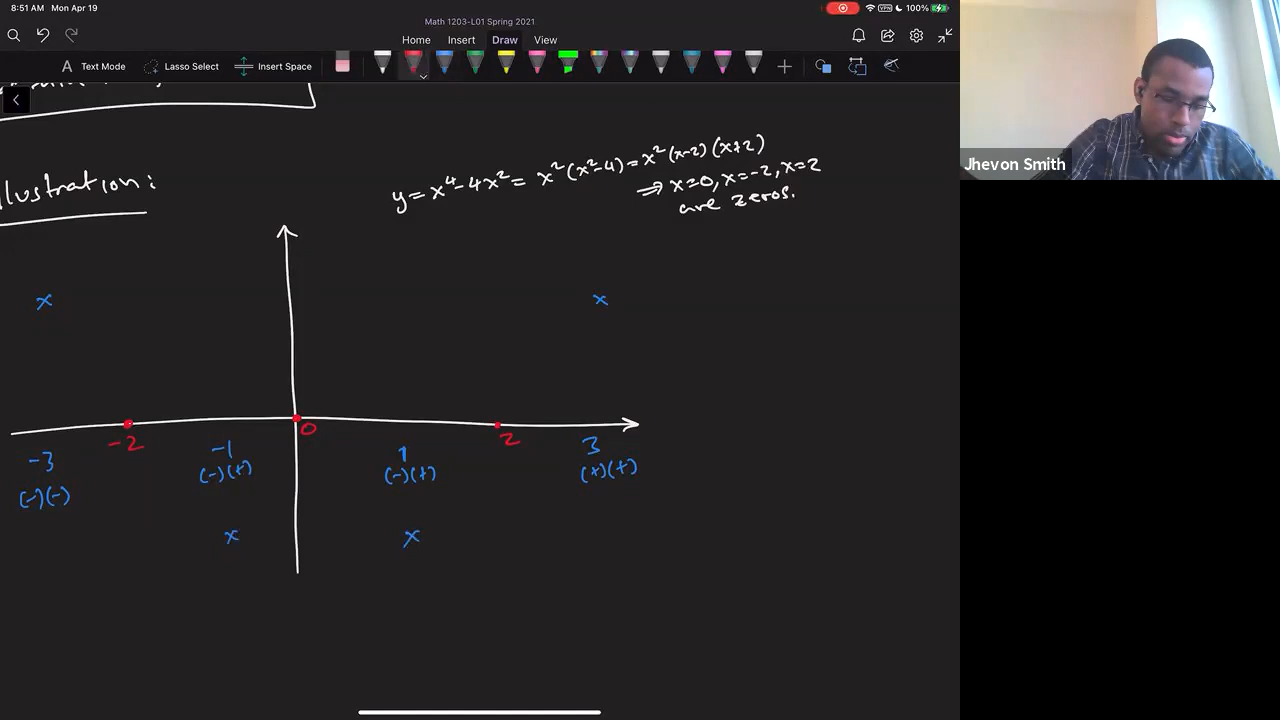 8:51 AM Mon Apr 19
VPN 100%
Math 1203-L01 Spring 2021
Home Insert Draw View
Text Mode Lasso Select Insert Space
Jhevon Smith
llustration:
y = x⁴ - 4x² = x²(x²-4) = x²(x-2)(x+2)
⇒ x=0, x=-2, x=2
are zeros.
x x
-2 0 2
-3 -1 1 3
(-)(-) (-)(+) (-)(+) (+)(+)
x x